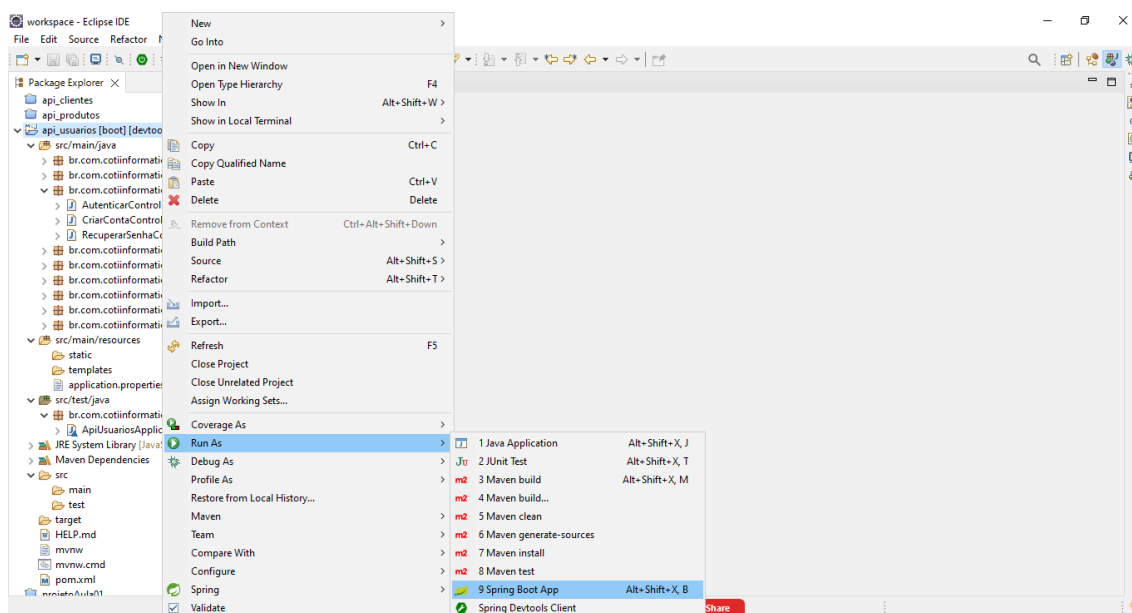 workspace - Eclipse IDE
File Edit Source Refactor
Package Explorer
api_clientes
api_produtos
api_usuarios [boot] [devtoo
src/main/java
br.com.cotiinformati
br.com.cotiinformati
br.com.cotiinformati
AutenticarControl
CriarContaControl
RecuperarSenhaCo
br.com.cotiinformati
br.com.cotiinformati
br.com.cotiinformati
br.com.cotiinformati
br.com.cotiinformati
br.com.cotiinformati
src/main/resources
static
templates
application.propertie
src/test/java
br.com.cotiinformati
ApiUsuariosApplic
JRE System Library [JavaS
Maven Dependencies
src
main
test
target
HELP.md
mvnw
mvnw.cmd
pom.xml
projetoAula01
New
Go Into
Open in New Window
Open Type Hierarchy F4
Show In Alt+Shift+W
Show in Local Terminal
Copy Ctrl+C
Copy Qualified Name
Paste Ctrl+V
Delete Delete
Remove from Context Ctrl+Alt+Shift+Down
Build Path
Source Alt+Shift+S
Refactor Alt+Shift+T
Import...
Export...
Refresh F5
Close Project
Close Unrelated Project
Assign Working Sets...
Coverage As
Run As
Debug As
Profile As
Restore from Local History...
Maven
Team
Compare With
Configure
Spring
Validate
1 Java Application Alt+Shift+X, J
2 JUnit Test Alt+Shift+X, T
3 Maven build Alt+Shift+X, M
4 Maven build...
5 Maven clean
6 Maven generate-sources
7 Maven install
8 Maven test
9 Spring Boot App Alt+Shift+X, B
Spring Devtools Client
Share